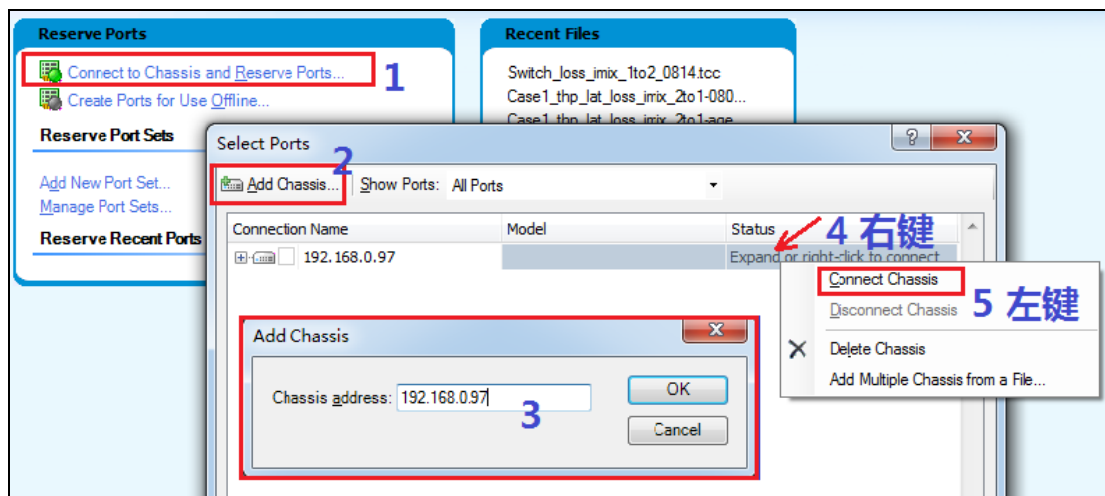 Reserve Ports
Connect to Chassis and Reserve Ports...
1
Create Ports for Use Offline...
Reserve Port Sets
Add New Port Set...
Manage Port Sets...
Reserve Recent Ports
Recent Files
Switch_loss_imix_1to2_0814.tcc
Case1_thp_lat_loss_imix_2to1-080...
Case1_thp_lat_loss_imix_2to1-age
Select Ports
2
Add Chassis...
Show Ports: All Ports
Connection Name Model Status
192.168.0.97 Expand or right-click to connect
4 右键
Connect Chassis
5 左键
Disconnect Chassis
Delete Chassis
Add Multiple Chassis from a File...
Add Chassis
Chassis address: 192.168.0.97
3
OK
Cancel